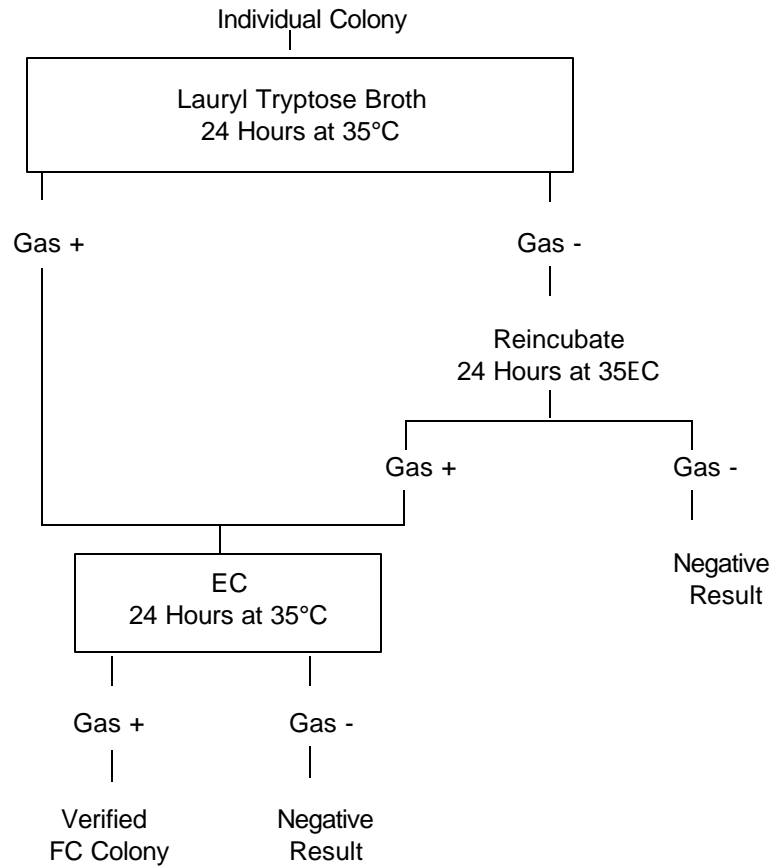 Individual Colony
Lauryl Tryptose Broth
24 Hours at 35°C
Gas +
Gas -
Reincubate
24 Hours at 35EC
Gas +
Gas -
Negative
Result
EC
24 Hours at 35°C
Gas +
Gas -
Verified
FC Colony
Negative
Result